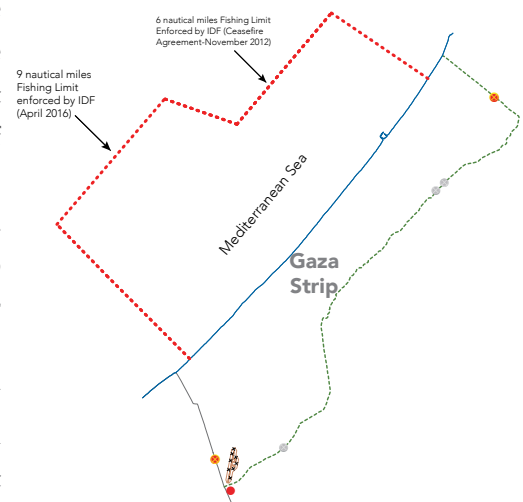 6 nautical miles Fishing Limit
Enforced by IDF (Ceasefire
Agreement-November 2012)
9 nautical miles
Fishing Limit
enforced by IDF
(April 2016)
Mediterranean Sea
Gaza
Strip